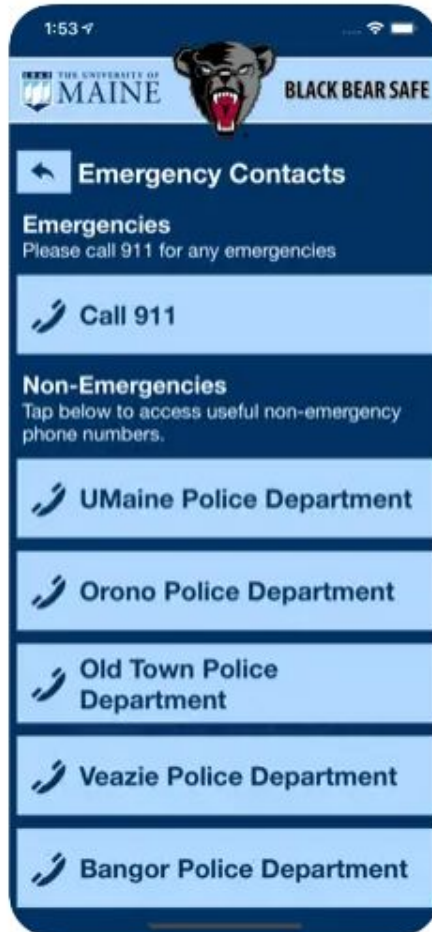 1:53
THE UNIVERSITY OF
MAINE
BLACK BEAR SAFE
Emergency Contacts
Emergencies
Please call 911 for any emergencies
Call 911
Non-Emergencies
Tap below to access useful non-emergency
phone numbers.
UMaine Police Department
Orono Police Department
Old Town Police
Department
Veazie Police Department
Bangor Police Department